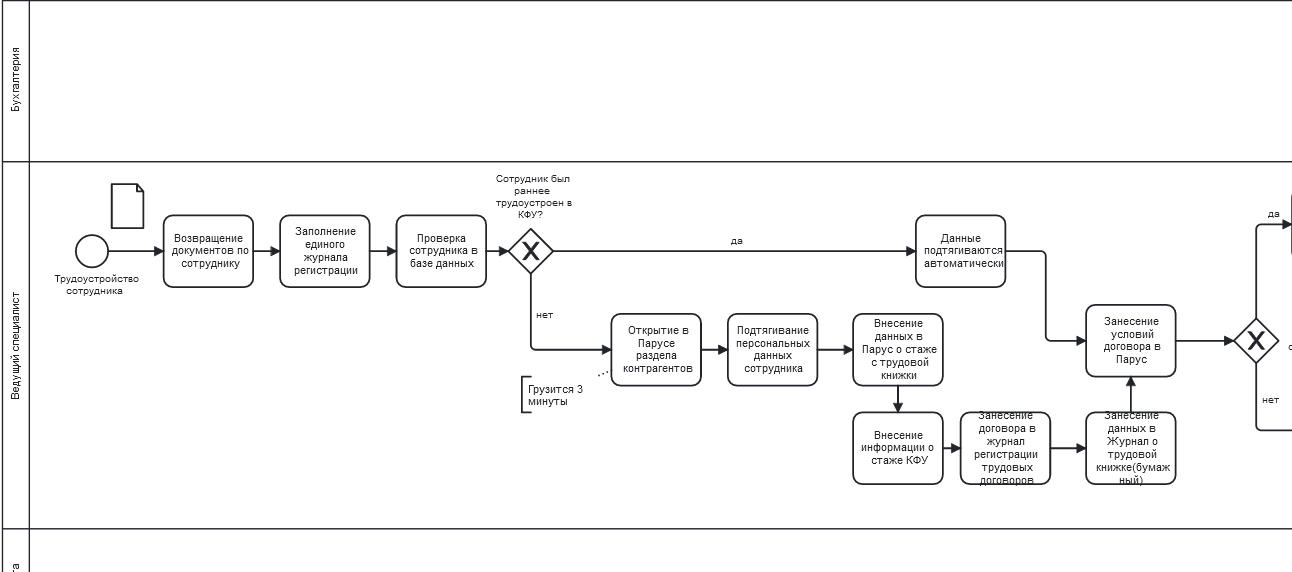 Бухгалтерия
Ведущий специалист
та
Трудоустройство
сотрудника
Возвращение
документов по
сотруднику
Заполнение
единого
журнала
регистрации
Проверка
сотрудника в
базе данных
Сотрудник был
раннее
трудоустроен в
КФУ?
да
нет
Данные
подтягиваются
автоматически
Открытие в
Парусе
раздела
контрагентов
Грузится 3
минуты
Подтягивание
персональных
данных
сотрудника
Внесение
данных в
Парус о стаже
с трудовой
книжки
Внесение
информации о
стаже КФУ
Занесение
договора в
журнал
регистрации
трудовых
договоров
Занесение
данных в
Журнал о
трудовой
книжке(бумаж
ный)
Занесение
условий
договора в
Парус
да
нет